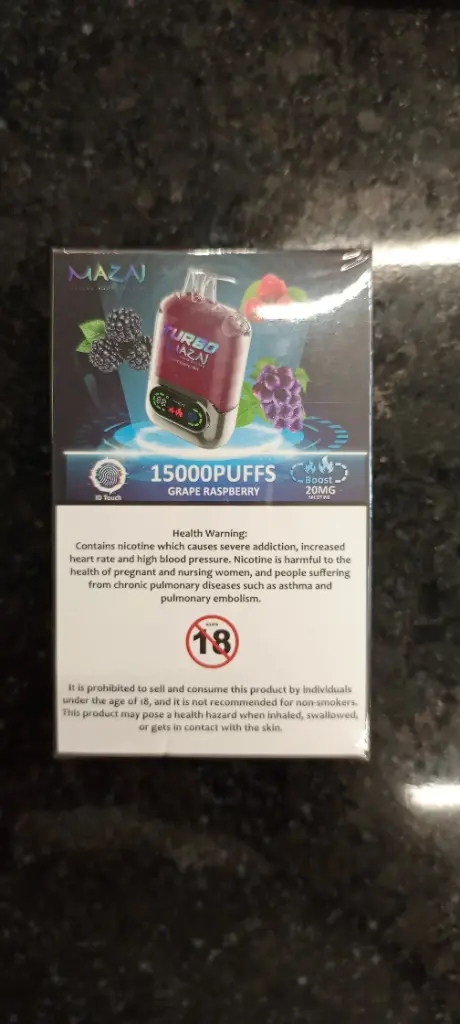 MAZAJ
TURBO
MAZAJ
15000PUFFS
GRAPE RASPBERRY
ID Touch
Boost
20MG
NICOTINE
Health Warning:
Contains nicotine which causes severe addiction, increased
heart rate and high blood pressure. Nicotine is harmful to the
health of pregnant and nursing women, and people suffering
from chronic pulmonary diseases such as asthma and
pulmonary embolism.
18
It is prohibited to sell and consume this product by individuals
under the age of 18, and it is not recommended for non-smokers.
This product may pose a health hazard when inhaled, swallowed,
or gets in contact with the skin.